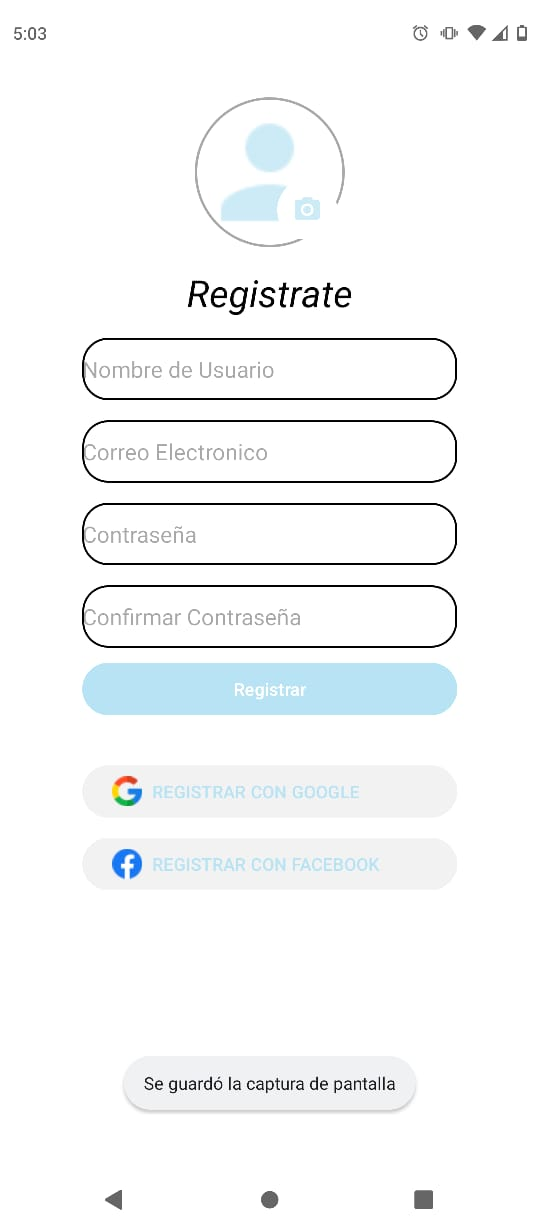 5:03
Registrate
Nombre de Usuario
Correo Electronico
Contraseña
Confirmar Contraseña
Registrar
REGISTRAR CON GOOGLE
REGISTRAR CON FACEBOOK
Se guardó la captura de pantalla